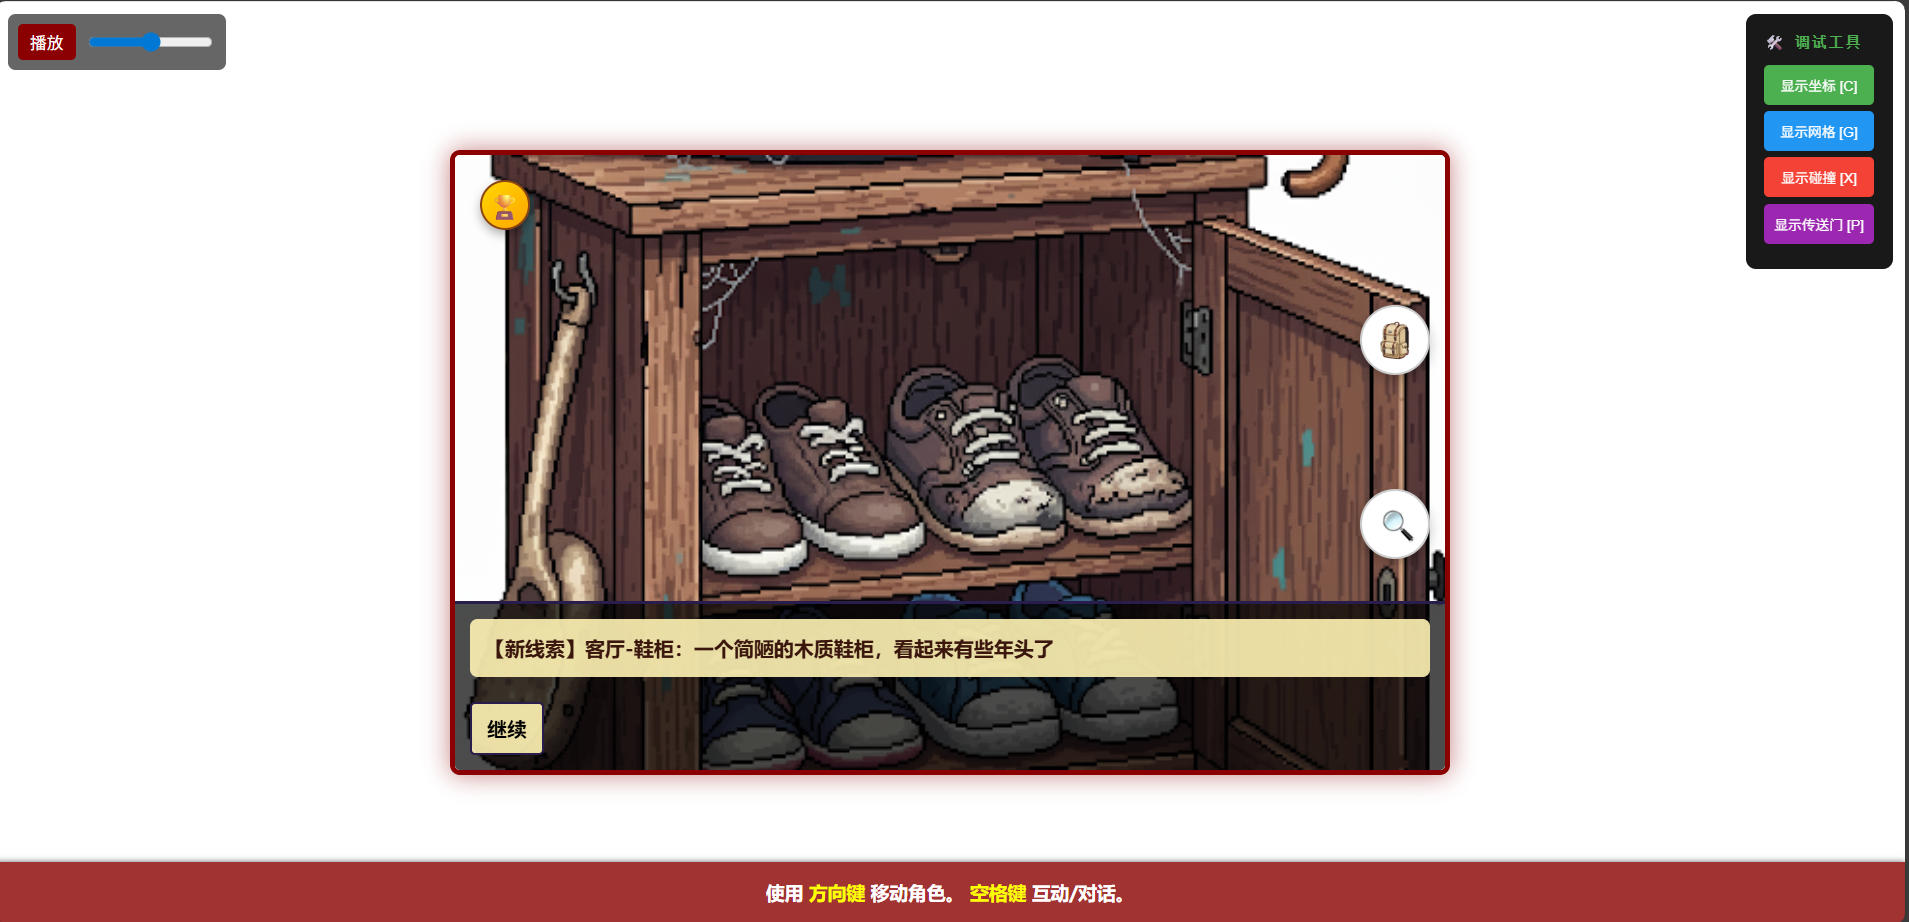 播放
🛠️ 调试工具
显示坐标 [C]
显示网格 [G]
显示碰撞 [X]
显示传送门 [P]
【新线索】客厅-鞋柜：一个简陋的木质鞋柜，看起来有些年头了
继续
使用 方向键 移动角色。 空格键 互动/对话。